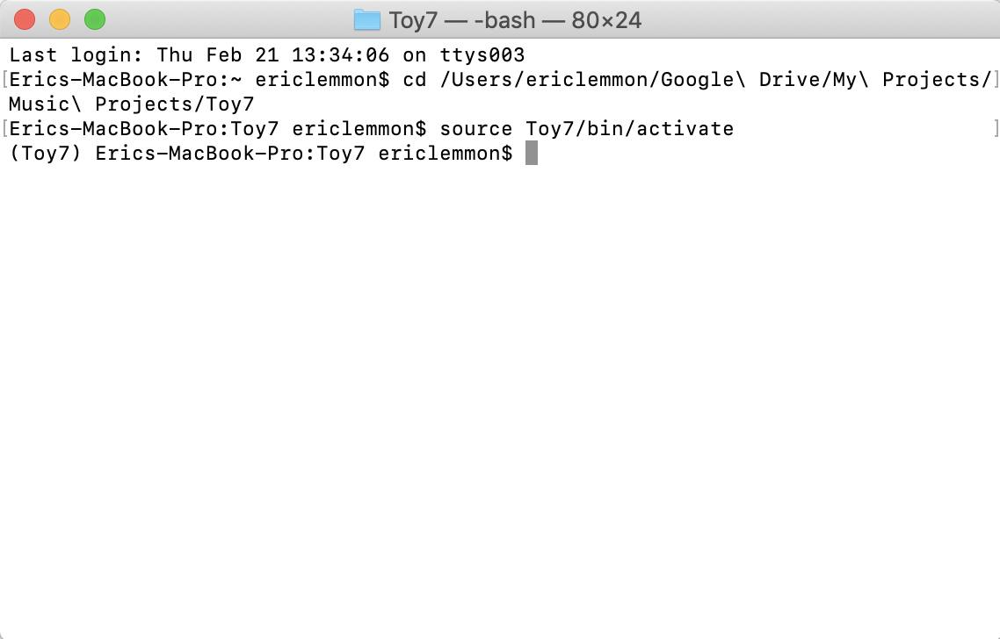 Toy7 — -bash — 80×24
Last login: Thu Feb 21 13:34:06 on ttys003
[Erics-MacBook-Pro:~ ericlemmon$ cd /Users/ericlemmon/Google\ Drive/My\ Projects/]
Music\ Projects/Toy7
[Erics-MacBook-Pro:Toy7 ericlemmon$ source Toy7/bin/activate ]
(Toy7) Erics-MacBook-Pro:Toy7 ericlemmon$